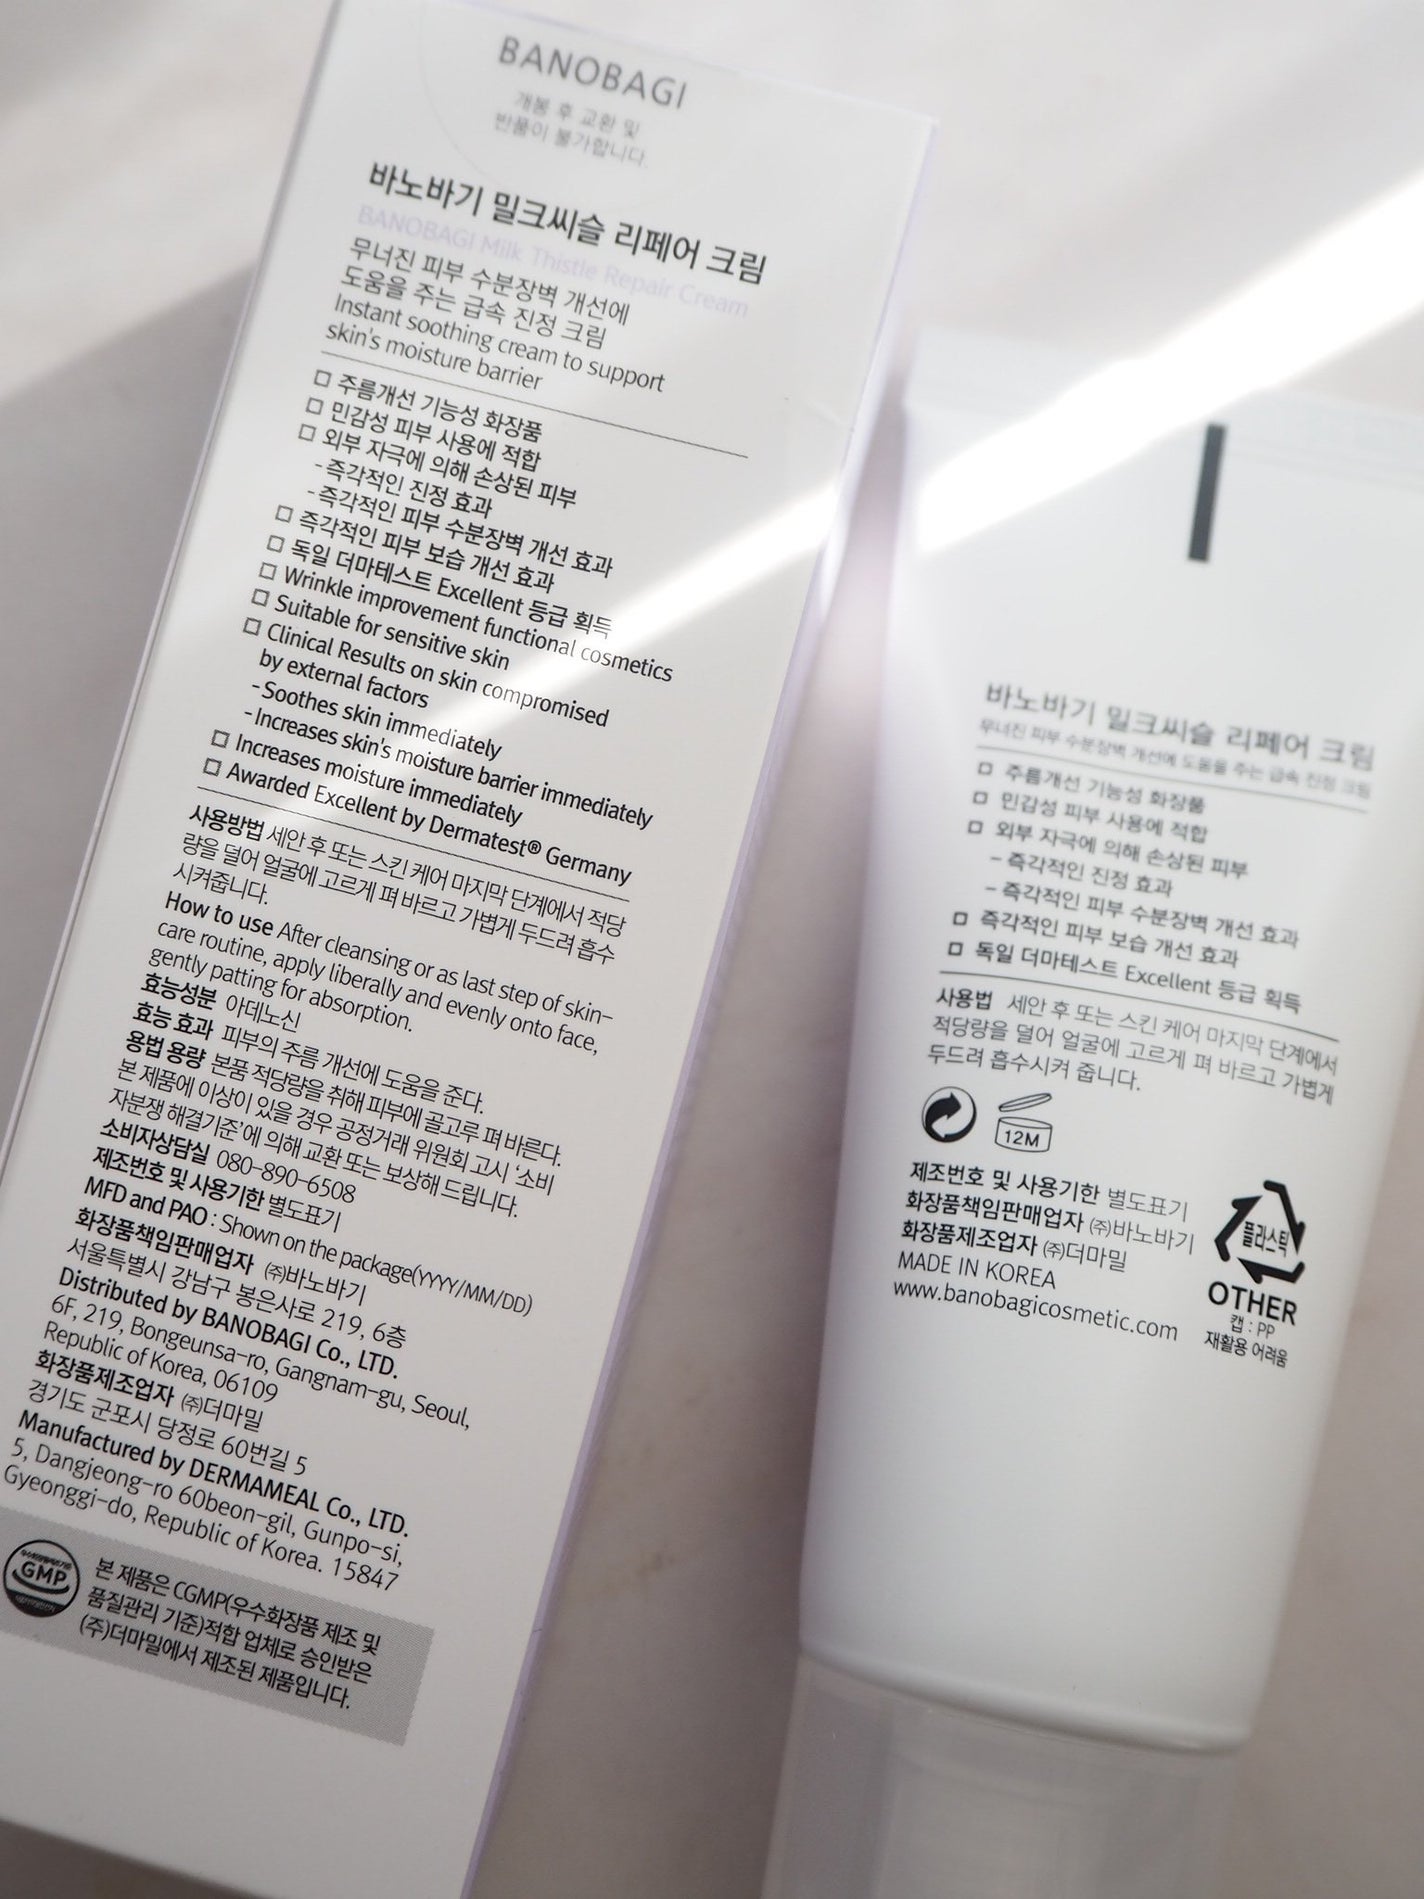 BANOBAGI
개봉 후 교환 및
반품이 불가합니다.
바노바기 밀크씨슬 리페어 크림
BANOBAGI Milk Thistle Repair Cream
무너진 피부 수분장벽 개선에
도움을 주는 급속 진정 크림
Instant soothing cream to support
skin's moisture barrier
□ 주름개선 기능성 화장품
□ 민감성 피부 사용에 적합
□ 외부 자극에 의해 손상된 피부
- 즉각적인 진정 효과
- 즉각적인 피부 수분장벽 개선 효과
□ 즉각적인 피부 보습 개선 효과
□ 독일 더마테스트 Excellent 등급 획득
□ Wrinkle improvement functional cosmetics
□ Suitable for sensitive skin
□ Clinical Results on skin compromised
by external factors
- Soothes skin immediately
- Increases skin's moisture barrier immediately
□ Increases moisture immediately
□ Awarded Excellent by Dermatest® Germany
사용방법 세안 후 또는 스킨 케어 마지막 단계에서 적당
량을 덜어 얼굴에 고르게 펴 바르고 가볍게 두드려 흡수
시켜줍니다.
How to use After cleansing or as last step of skin-
care routine, apply liberally and evenly onto face,
gently patting for absorption.
효능성분 아데노신
효능 효과 피부의 주름 개선에 도움을 준다.
용법 용량 본품 적당량을 취해 피부에 골고루 펴 바른다.
본 제품에 이상이 있을 경우 공정거래 위원회 고시 '소비
자분쟁 해결기준'에 의해 교환 또는 보상해 드립니다.
소비자상담실 080-890-6508
제조번호 및 사용기한 별도표기
MFD and PAO : Shown on the package(YYYY/MM/DD)
화장품책임판매업자 ㈜바노바기
서울특별시 강남구 봉은사로 219, 6층
Distributed by BANOBAGI Co., LTD.
6F, 219, Bongeunsa-ro, Gangnam-gu, Seoul,
Republic of Korea, 06109
화장품제조업자 ㈜더마밀
경기도 군포시 당정로 60번길 5
Manufactured by DERMAMEAL Co., LTD.
5, Dangjeong-ro 60beon-gil, Gunpo-si,
Gyeonggi-do, Republic of Korea. 15847
GMP
본 제품은 CGMP(우수화장품 제조 및
품질관리 기준)적합 업체로 승인받은
(주)더마밀에서 제조된 제품입니다.
바노바기 밀크씨슬 리페어 크림
무너진 피부 수분장벽 개선에 도움을 주는 급속 진정 크림
□ 주름개선 기능성 화장품
□ 민감성 피부 사용에 적합
□ 외부 자극에 의해 손상된 피부
- 즉각적인 진정 효과
- 즉각적인 피부 수분장벽 개선 효과
□ 즉각적인 피부 보습 개선 효과
□ 독일 더마테스트 Excellent 등급 획득
사용법 세안 후 또는 스킨 케어 마지막 단계에서
적당량을 덜어 얼굴에 고르게 펴 바르고 가볍게
두드려 흡수시켜 줍니다.
12M
제조번호 및 사용기한 별도표기
화장품책임판매업자 ㈜바노바기
화장품제조업자 ㈜더마밀
MADE IN KOREA
www.banobagicosmetic.com
플라스틱
OTHER
캡 : PP
재활용 어려움